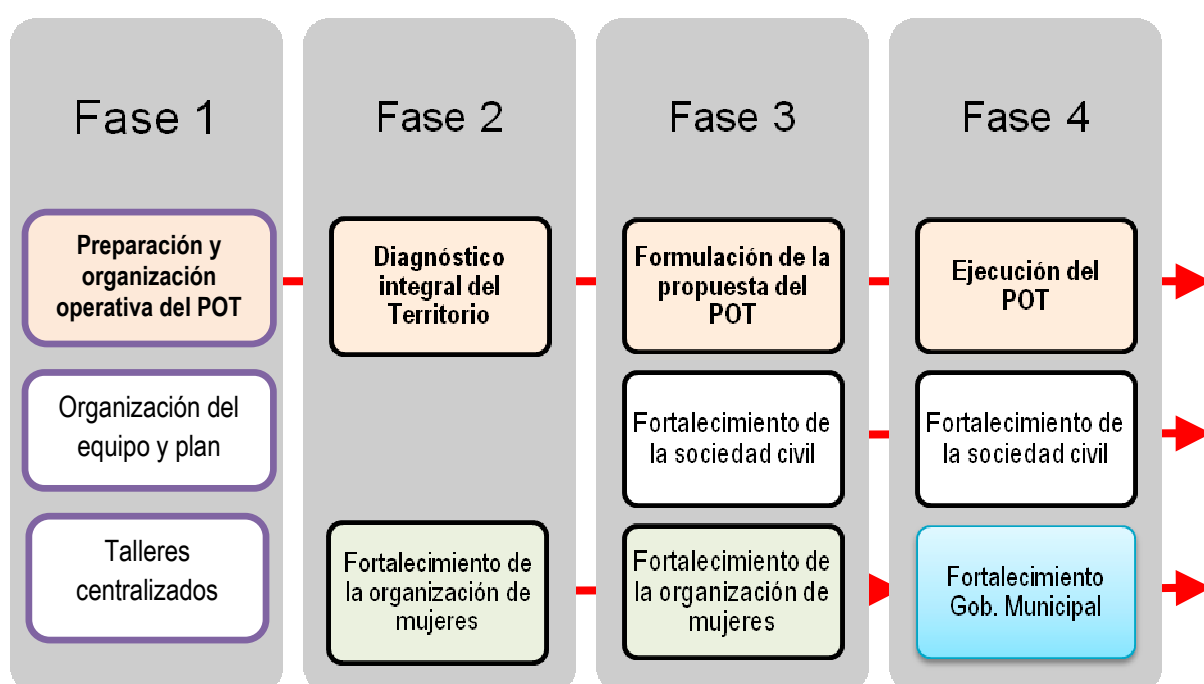 Fase 1
Preparación y
organización
operativa del POT
Organización del
equipo y plan
Talleres
centralizados
Fase 2
Diagnóstico
integral del
Territorio
Fortalecimiento de
la organización de
mujeres
Fase 3
Formulación de la
propuesta del
POT
Fortalecimiento de
la sociedad civil
Fortalecimiento de
la organización de
mujeres
Fase 4
Ejecución del
POT
Fortalecimiento de
la sociedad civil
Fortalecimiento
Gob. Municipal